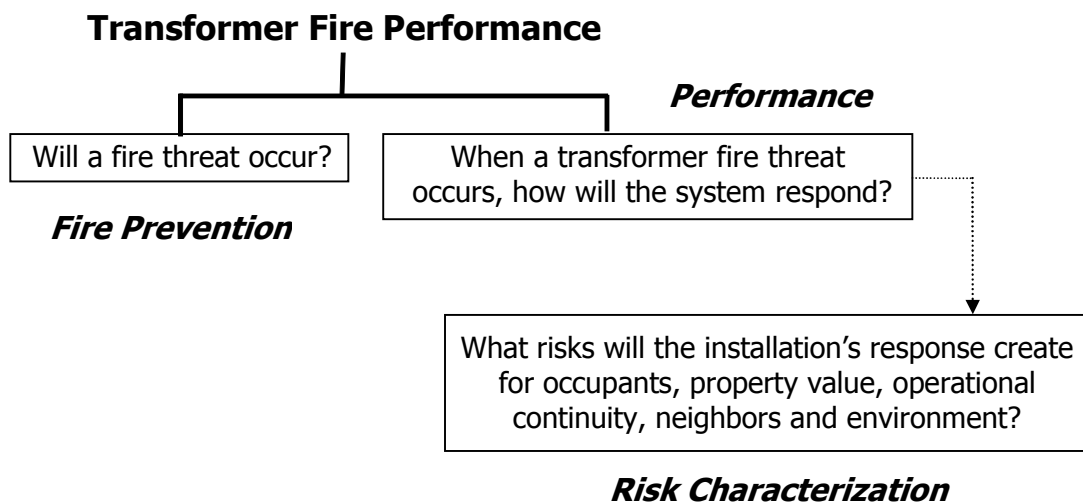 Transformer Fire Performance
Performance
Will a fire threat occur?
When a transformer fire threat
occurs, how will the system respond?
Fire Prevention
What risks will the installation’s response create
for occupants, property value, operational
continuity, neighbors and environment?
Risk Characterization